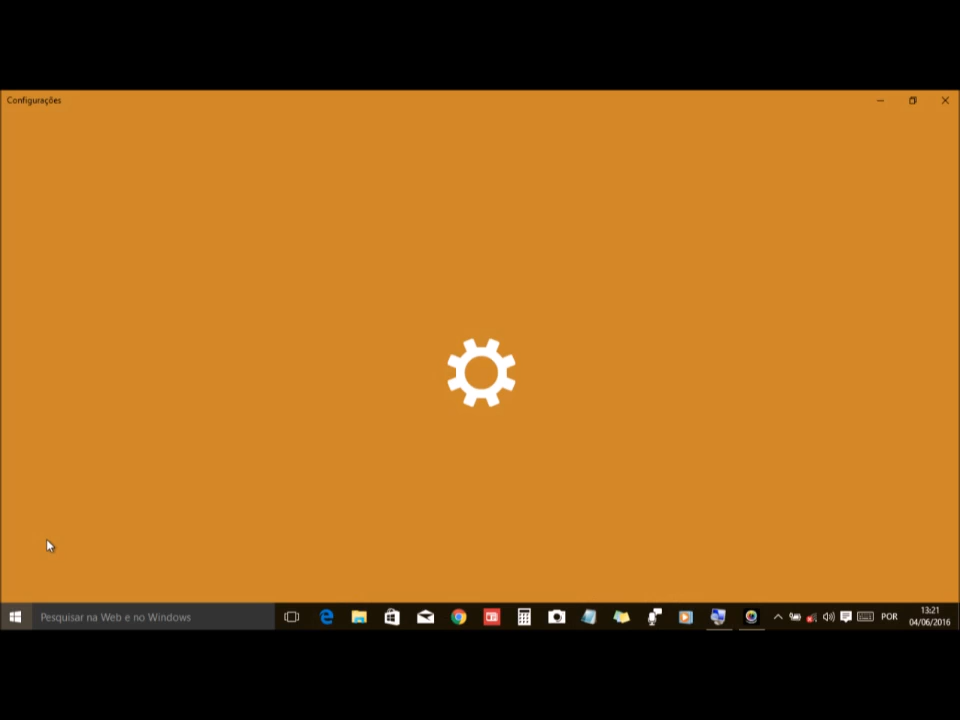 Configurações
Pesquisar na Web e no Windows
POR
13:21
04/06/2016